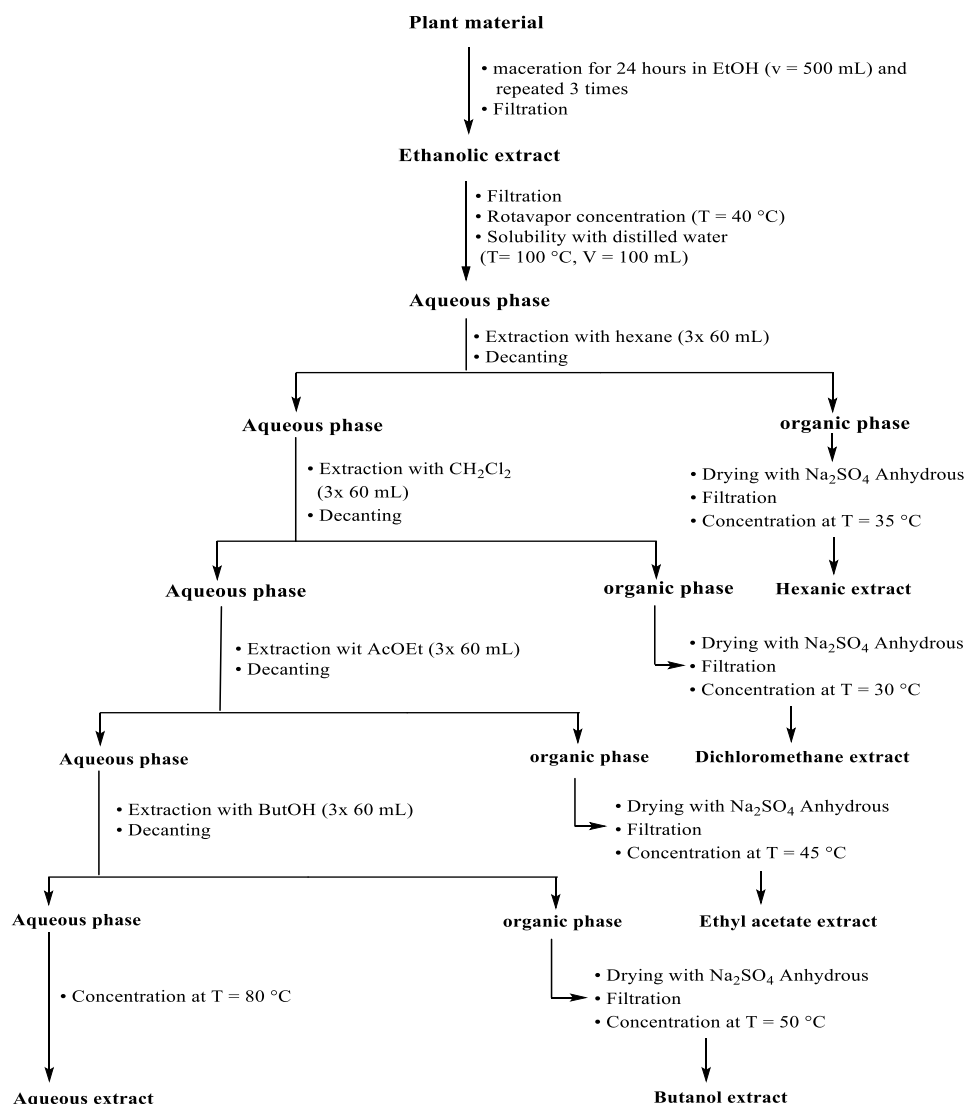 Plant material
• maceration for 24 hours in EtOH (v = 500 mL) and
repeated 3 times
• Filtration
Ethanolic extract
• Filtration
• Rotavapor concentration (T = 40 °C)
• Solubility with distilled water
(T= 100 °C, V = 100 mL)
Aqueous phase
• Extraction with hexane (3x 60 mL)
• Decanting
Aqueous phase
organic phase
• Extraction with CH₂Cl₂
(3x 60 mL)
• Decanting
• Drying with Na₂SO₄ Anhydrous
• Filtration
• Concentration at T = 35 °C
Hexanic extract
Aqueous phase
organic phase
• Extraction wit AcOEt (3x 60 mL)
• Decanting
• Drying with Na₂SO₄ Anhydrous
• Filtration
• Concentration at T = 30 °C
Dichloromethane extract
Aqueous phase
organic phase
• Extraction with ButOH (3x 60 mL)
• Decanting
• Drying with Na₂SO₄ Anhydrous
• Filtration
• Concentration at T = 45 °C
Ethyl acetate extract
Aqueous phase
organic phase
• Concentration at T = 80 °C
• Drying with Na₂SO₄ Anhydrous
• Filtration
• Concentration at T = 50 °C
Aqueous extract
Butanol extract